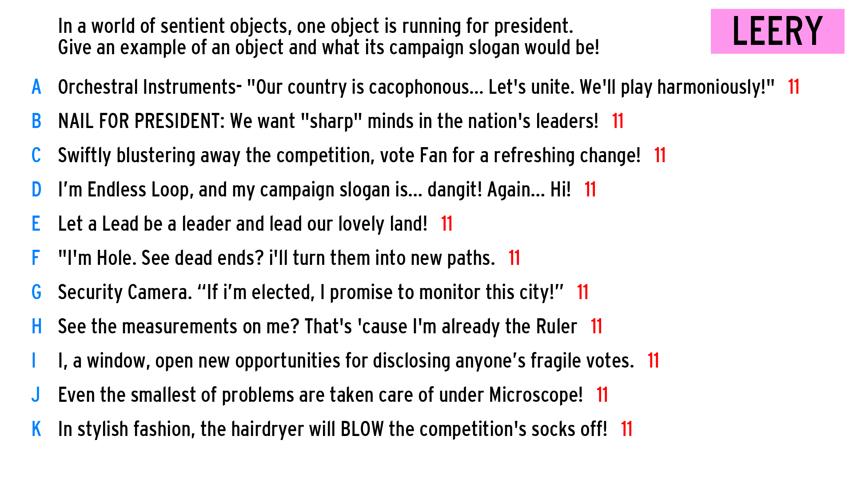 In a world of sentient objects, one object is running for president.
Give an example of an object and what its campaign slogan would be!
LEERY
A Orchestral Instruments- "Our country is cacophonous... Let's unite. We'll play harmoniously!" 11
B NAIL FOR PRESIDENT: We want "sharp" minds in the nation's leaders! 11
C Swiftly blustering away the competition, vote Fan for a refreshing change! 11
D I’m Endless Loop, and my campaign slogan is... dangit! Again... Hi! 11
E Let a Lead be a leader and lead our lovely land! 11
F "I'm Hole. See dead ends? i'll turn them into new paths. 11
G Security Camera. “If i’m elected, I promise to monitor this city!” 11
H See the measurements on me? That's 'cause I'm already the Ruler 11
I I, a window, open new opportunities for disclosing anyone’s fragile votes. 11
J Even the smallest of problems are taken care of under Microscope! 11
K In stylish fashion, the hairdryer will BLOW the competition's socks off! 11